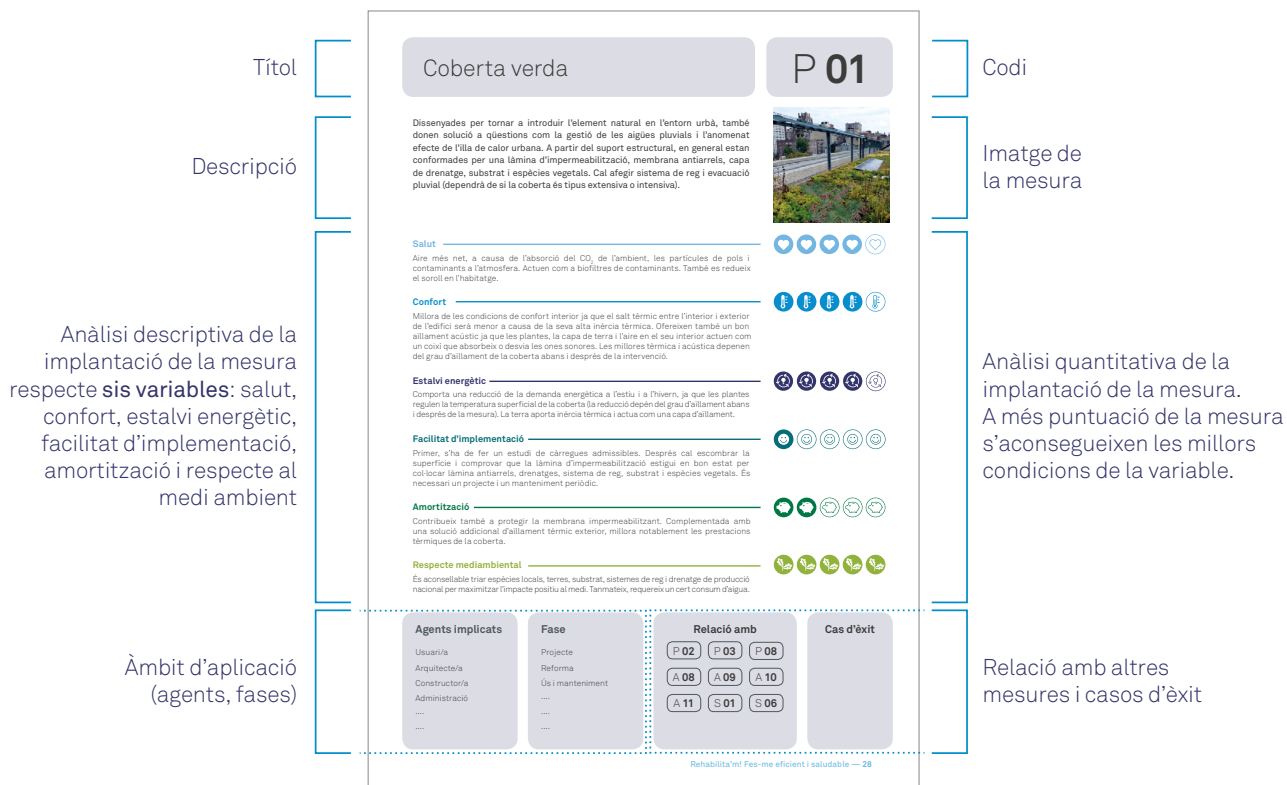 Títol
Coberta verda
P 01
Codi
Descripció
Dissenyades per tornar a introduir l'element natural en l'entorn urbà, també
donen solució a qüestions com la gestió de les aigües pluvials i l'anomenat
efecte de l'illa de calor urbana. A partir del suport estructural, en general estan
conformades per una làmina d'impermeabilització, membrana antiarrels, capa
de drenatge, substrat i espècies vegetals. Cal afegir sistema de reg i evacuació
pluvial (dependrà de si la coberta és tipus extensiva o intensiva).
Imatge de
la mesura
Anàlisi descriptiva de la
implantació de la mesura
respecte sis variables: salut,
confort, estalvi energètic,
facilitat d'implementació,
amortització i respecte al
medi ambient
Salut
Aire més net, a causa de l'absorció del CO2 de l'ambient, les partícules de pols i
contaminants a l'atmosfera. Actuen com a biofiltres de contaminants. També es redueix
el soroll en l'habitatge.
Confort
Millora de les condicions de confort interior ja que el salt tèrmic entre l'interior i exterior
de l'edifici serà menor a causa de la seva alta inèrcia tèrmica. Ofereixen també un bon
aïllament acústic ja que les plantes, la capa de terra i l'aire en el seu interior actuen com
un coixí que absorbeix o desvia les ones sonores. Les millores tèrmica i acústica depenen
del grau d'aïllament de la coberta abans i després de la intervenció.
Estalvi energètic
Comporta una reducció de la demanda energètica a l'estiu i a l'hivern, ja que les plantes
regulen la temperatura superficial de la coberta (la reducció depèn del grau d'aïllament abans
i després de la mesura). La terra aporta inèrcia tèrmica i actua com una capa d'aïllament.
Facilitat d'implementació
Primer, s'ha de fer un estudi de càrregues admissibles. Després cal escombrar la
superfície i comprovar que la làmina d'impermeabilització estigui en bon estat per
col·locar làmina antiarrels, drenatges, sistema de reg, substrat i espècies vegetals. És
necessari un projecte i un manteniment periòdic.
Amortització
Contribueix també a protegir la membrana impermeabilitzant. Complementada amb
una solució addicional d'aïllament tèrmic exterior, millora notablement les prestacions
tèrmiques de la coberta.
Respecte mediambiental
És aconsellable triar espècies locals, terres, substrat, sistemes de reg i drenatge de producció
nacional per maximitzar l'impacte positiu al medi. Tanmateix, requereix un cert consum d'aigua.
Anàlisi quantitativa de la
implantació de la mesura.
A més puntuació de la mesura
s'aconsegueixen les millors
condicions de la variable.
Àmbit d'aplicació
(agents, fases)
Agents implicats
Usuari/a
Arquitecte/a
Constructor/a
Administració
....
....
Fase
Projecte
Reforma
Ús i manteniment
....
....
....
Relació amb
P 02 P 03 P 08
A 08 A 09 A 10
A 11 S 01 S 06
Cas d'èxit
Relació amb altres
mesures i casos d'èxit
Rehabilita'm! Fes-me eficient i saludable — 28